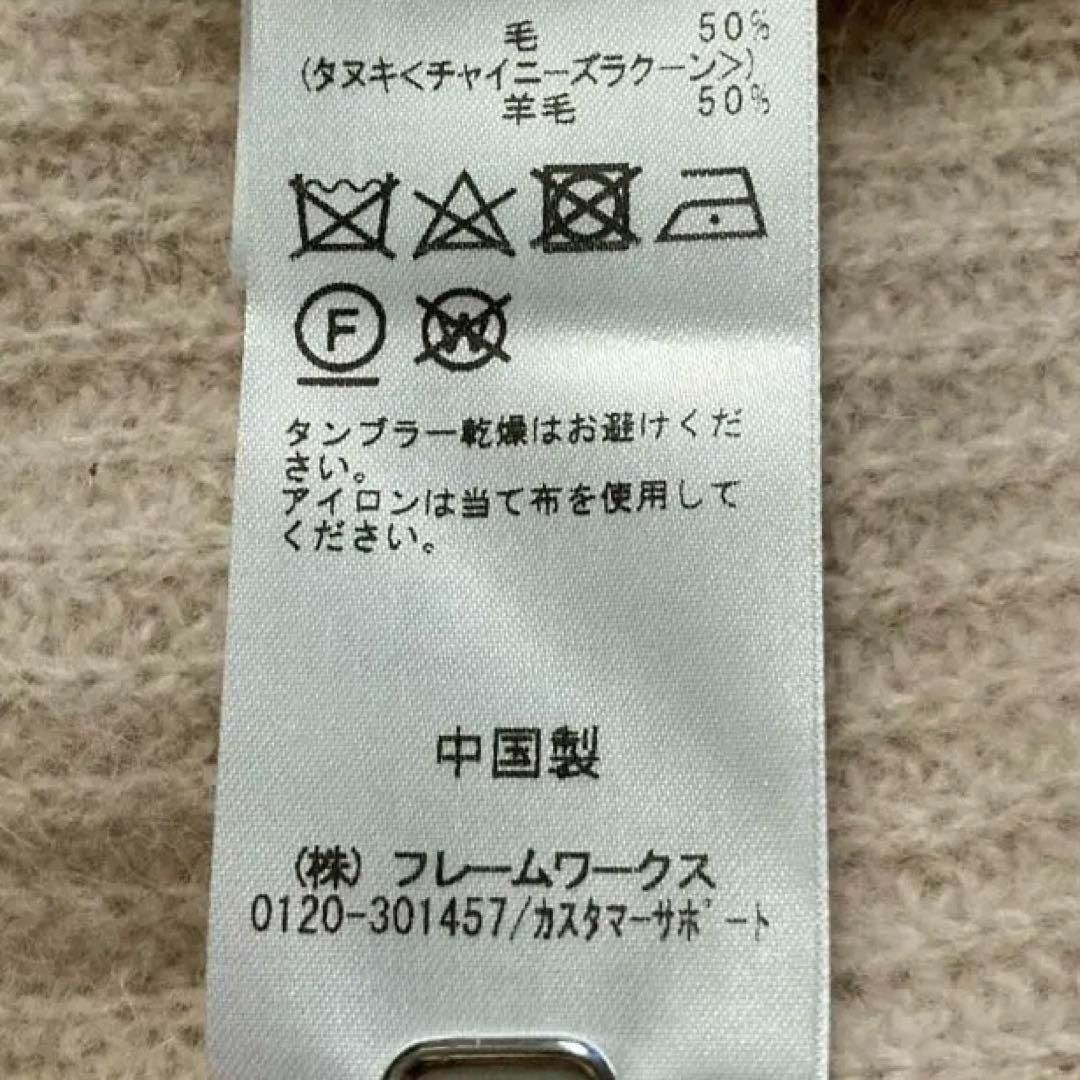 毛 50%
(タヌキ<チャイニーズラクーン>)
羊毛 50%
F W
タンブラー乾燥はお避けくだ
さい。
アイロンは当て布を使用して
ください。
中国製
(株) フレームワークス
0120-301457/カスタマーサポート